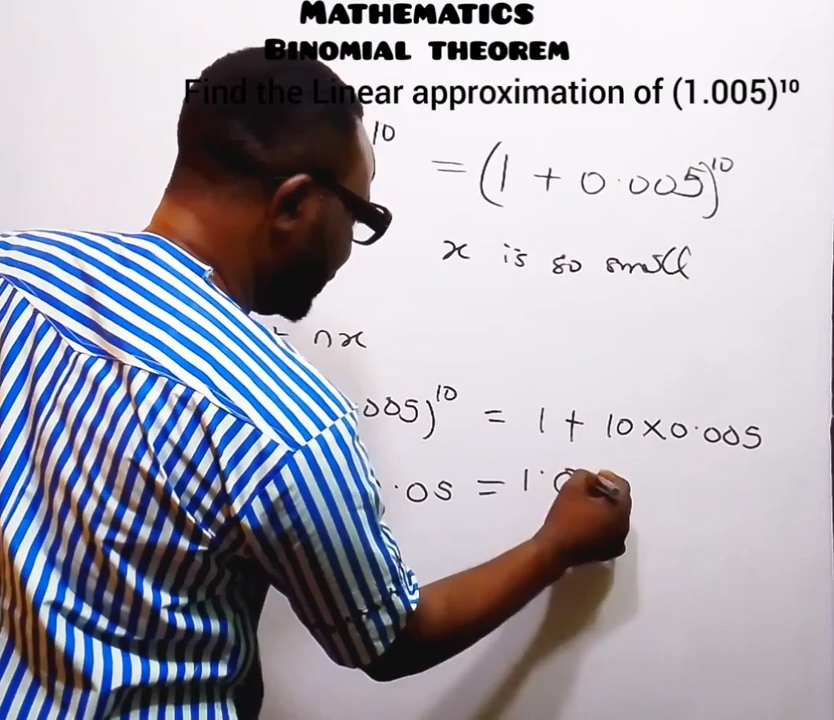 MATHEMATICS
BINOMIAL THEOREM
Find the Linear approximation of (1.005)¹⁰
10 = (1 + 0.005)¹⁰
x is so small
nx
005)¹⁰ = 1 + 10 × 0.005
.05 = 1.0